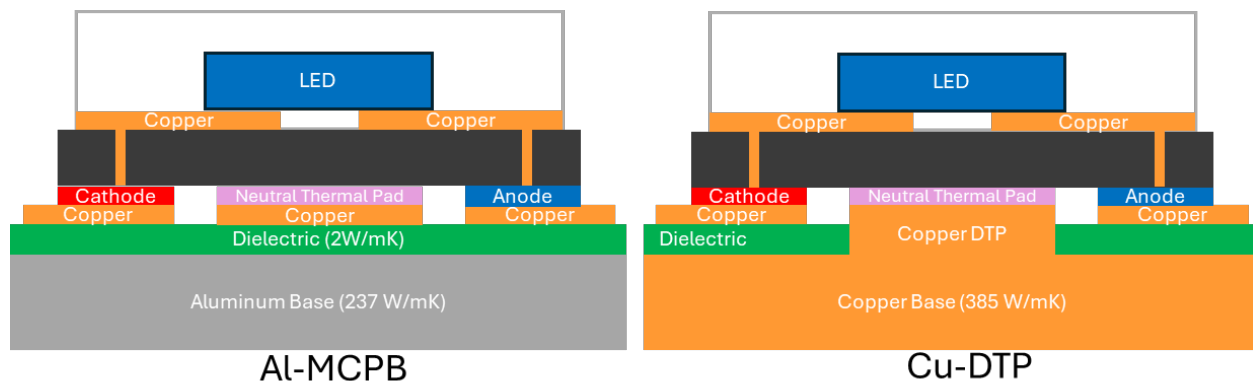 LED
Copper
Copper
Cathode
Neutral Thermal Pad
Anode
Copper
Copper
Copper
Dielectric (2W/mK)
Aluminum Base (237 W/mK)
Al-MCPB
LED
Copper
Copper
Cathode
Neutral Thermal Pad
Anode
Copper
Copper
Dielectric
Copper DTP
Copper Base (385 W/mK)
Cu-DTP